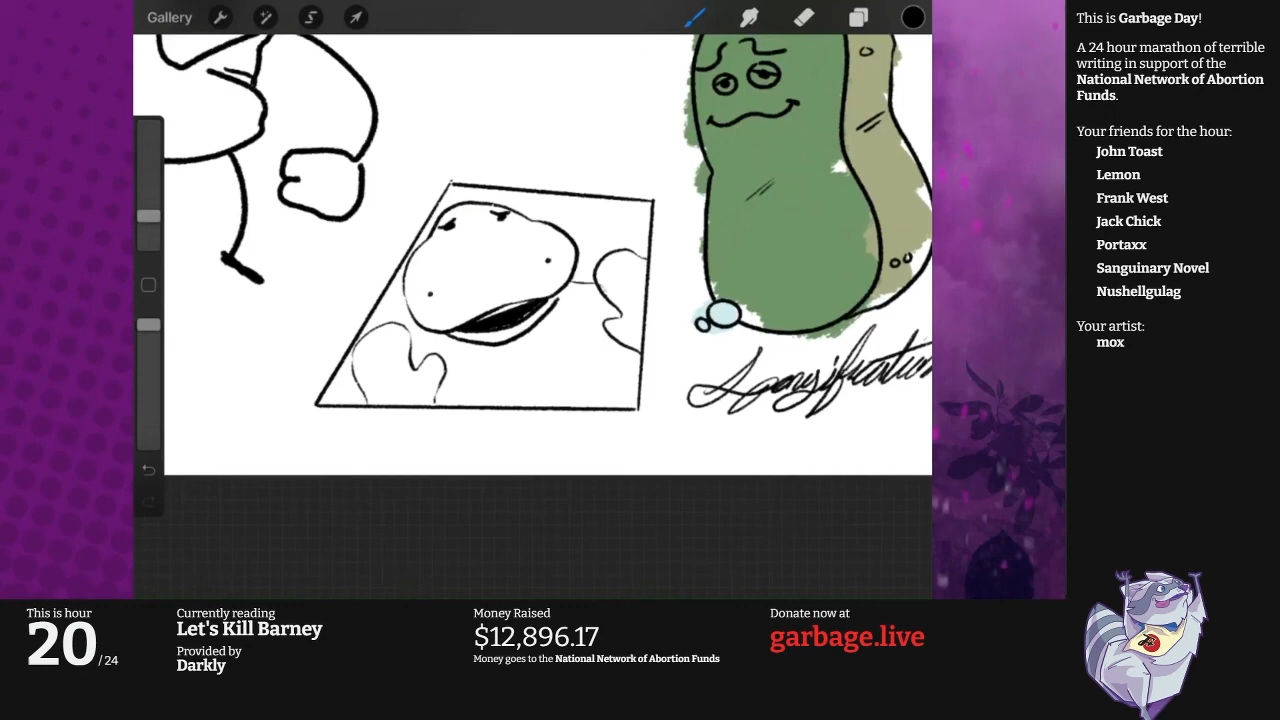 Gallery
This is Garbage Day!
A 24 hour marathon of terrible
writing in support of the
National Network of Abortion
Funds.
Your friends for the hour:
John Toast
Lemon
Frank West
Jack Chick
Portaxx
Sanguinary Novel
Nushellgulag
Your artist:
mox
This is hour
20 / 24
Currently reading
Let's Kill Barney
Provided by
Darkly
Money Raised
$12,896.17
Money goes to the National Network of Abortion Funds
Donate now at
garbage.live